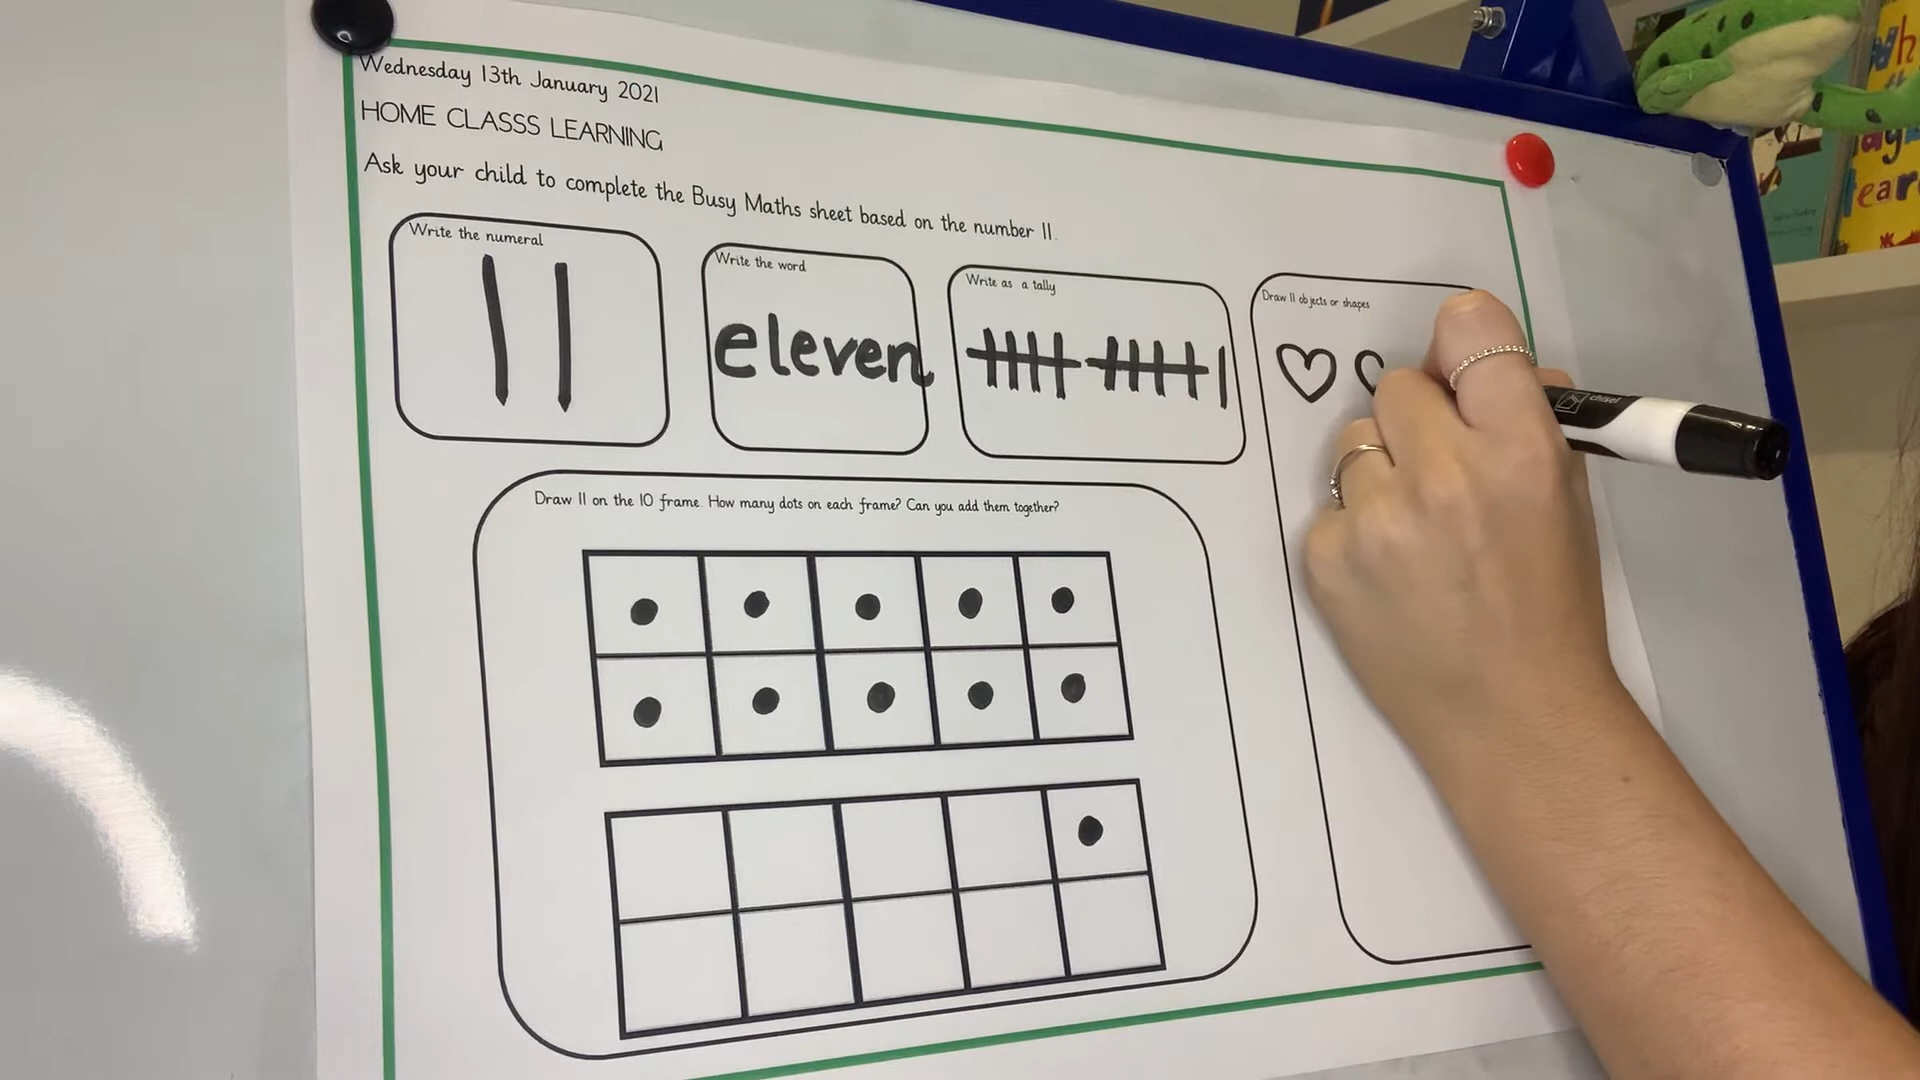 Wednesday 13th January 2021
HOME CLASSS LEARNING
Ask your child to complete the Busy Maths sheet based on the number 11.
Write the numeral
11
Write the word
eleven
Write as a tally
Draw 11 objects or shapes
Draw 11 on the 10 frame. How many dots on each frame? Can you add them together?
chisel